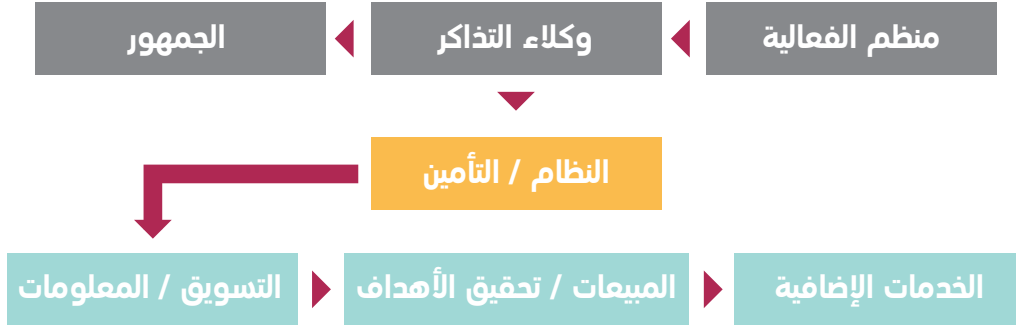 منظم الفعالية
وكلاء التذاكر
الجمهور
النظام / التأمين
التسويق / المعلومات
المبيعات / تحقيق الأهداف
الخدمات الإضافية